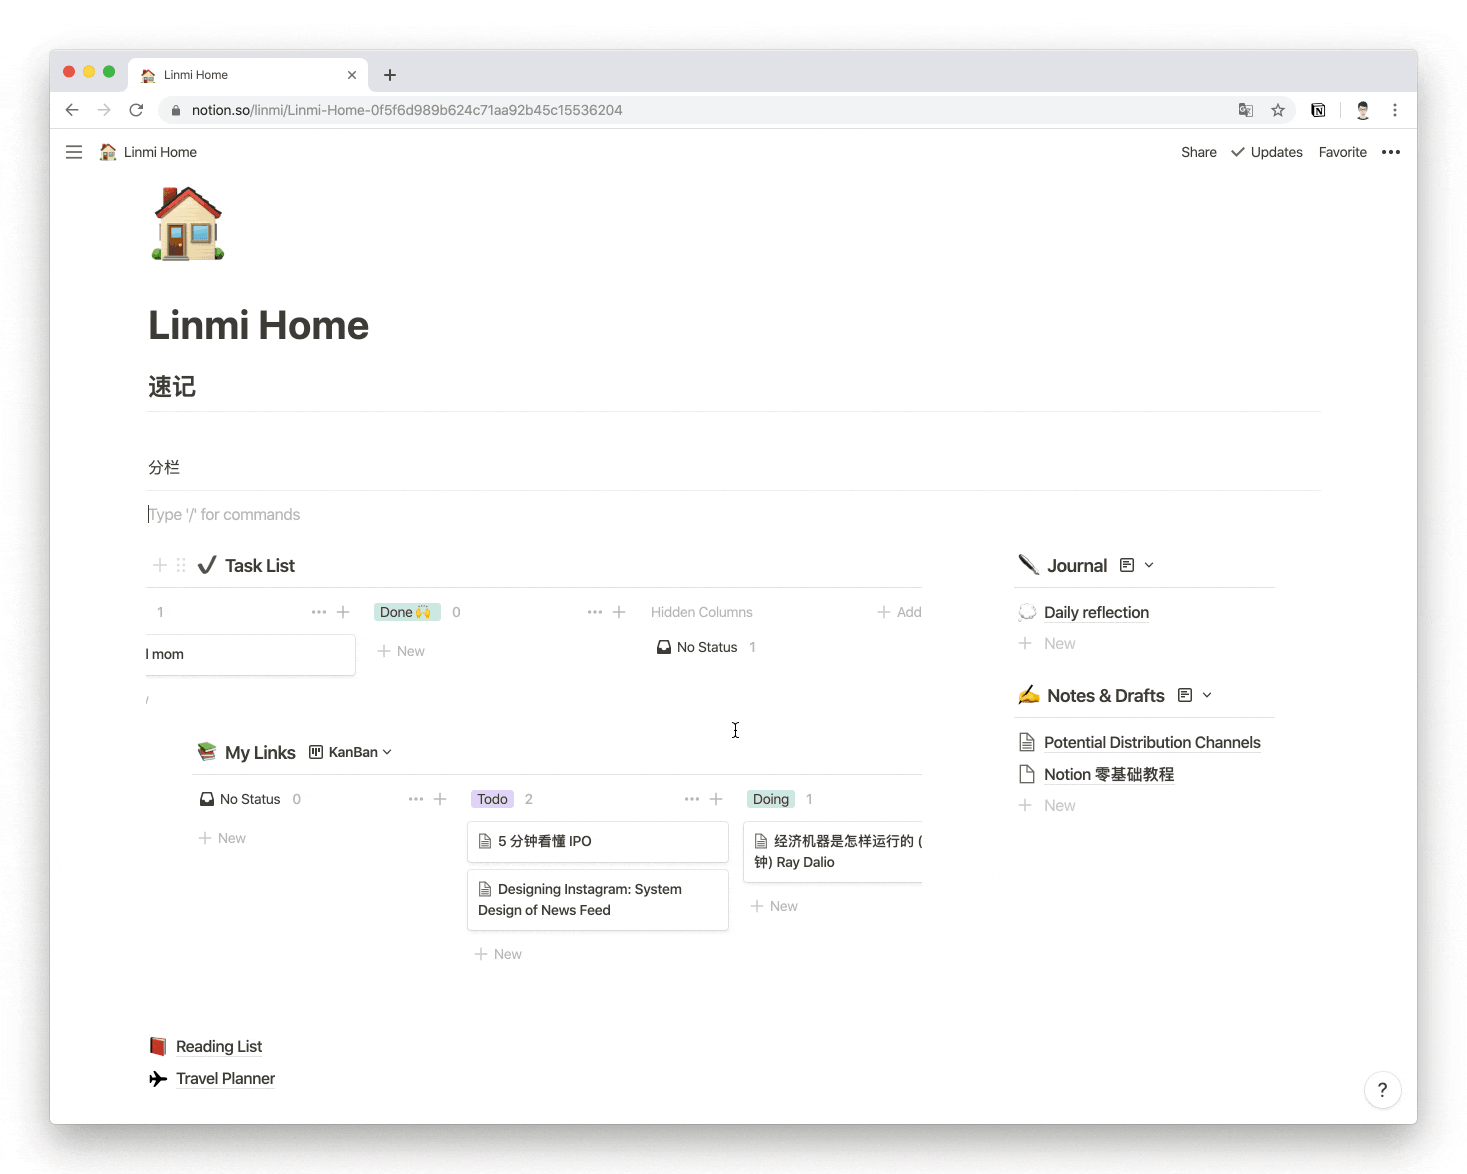 Linmi Home
notion.so/linmi/Linmi-Home-0f5f6d989b624c71aa92b45c15536204
Linmi Home
Share
Updates
Favorite
Linmi Home
速记
分栏
Type '/' for commands
Task List
1
Done 0
Hidden Columns
Add
mom
New
No Status 1
My Links
KanBan
No Status 0
Todo 2
Doing 1
New
5 分钟看懂 IPO
Designing Instagram: System
Design of News Feed
New
经济机器是怎样运行的 (
钟) Ray Dalio
New
Journal
Daily reflection
New
Notes & Drafts
Potential Distribution Channels
Notion 零基础教程
New
Reading List
Travel Planner
?